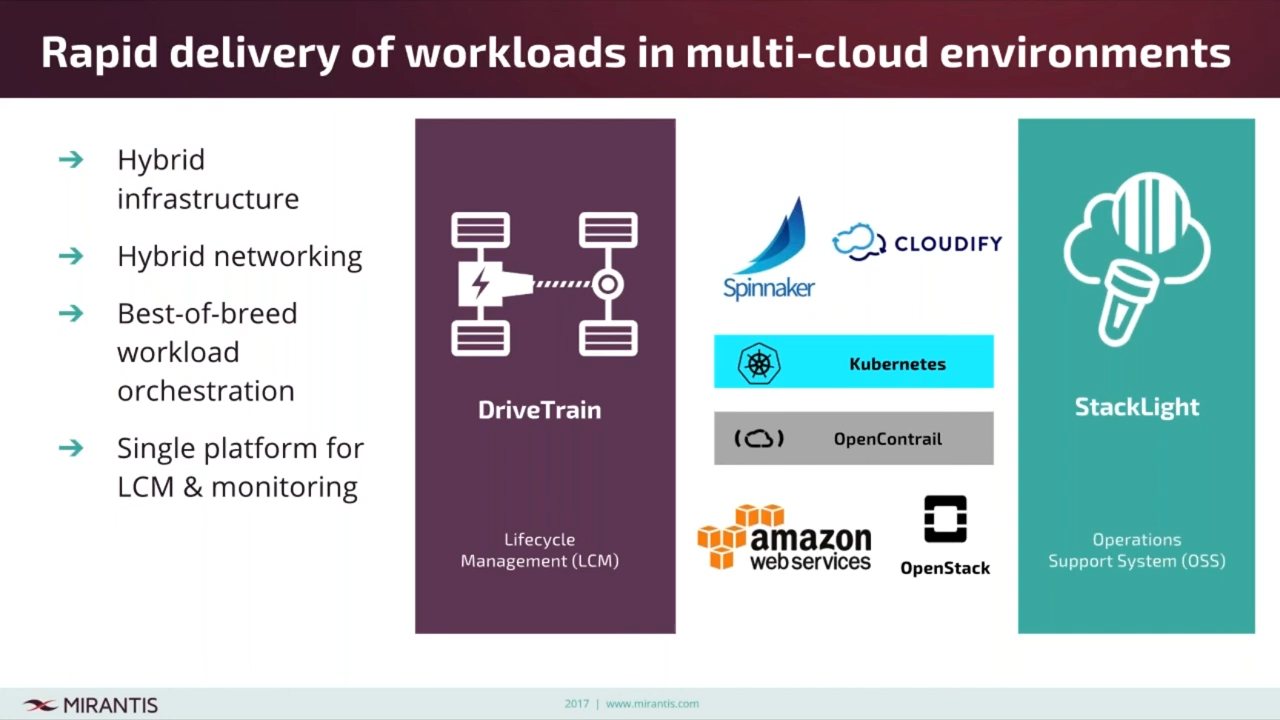 Rapid delivery of workloads in multi-cloud environments
➔ Hybrid
infrastructure
➔ Hybrid networking
➔ Best-of-breed
workload
orchestration
➔ Single platform for
LCM & monitoring
DriveTrain
Lifecycle
Management (LCM)
Spinnaker
CLOUDIFY
Kubernetes
OpenContrail
amazon
web services
OpenStack
StackLight
Operations
Support System (OSS)
MIRANTIS
2017 | www.mirantis.com